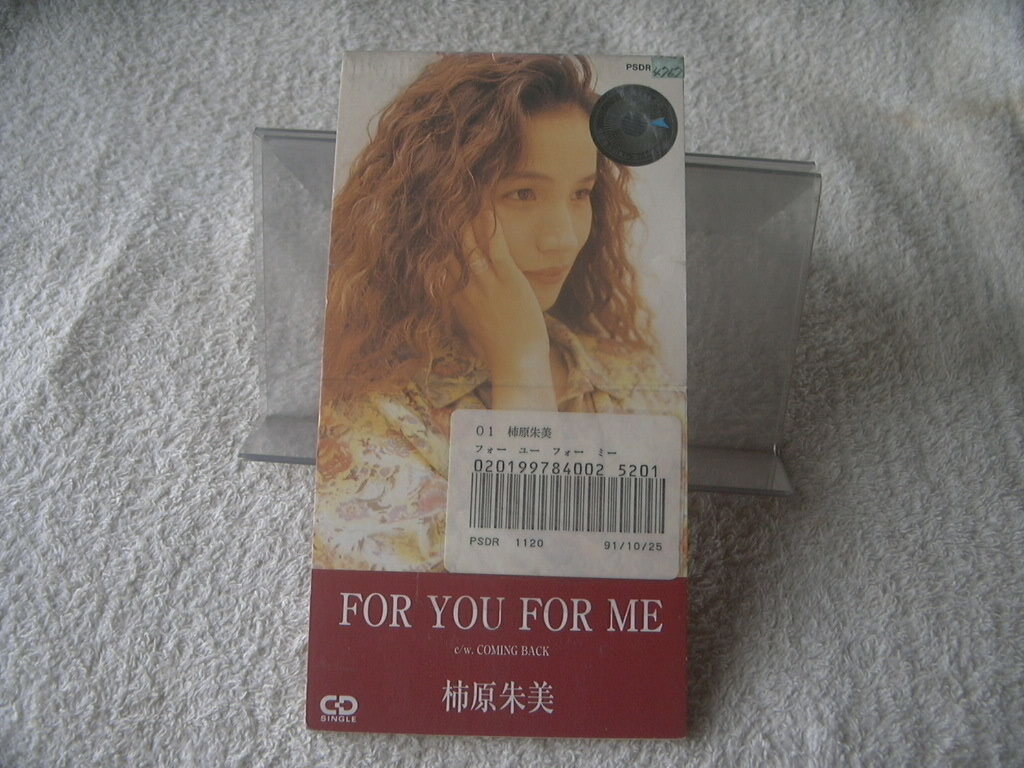 PSDR
01 柿原朱美
フォー ユー フォー ミー
020199784002 5201
PSDR 1120 91/10/25
FOR YOU FOR ME
c/w. COMING BACK
柿原朱美
CD
SINGLE